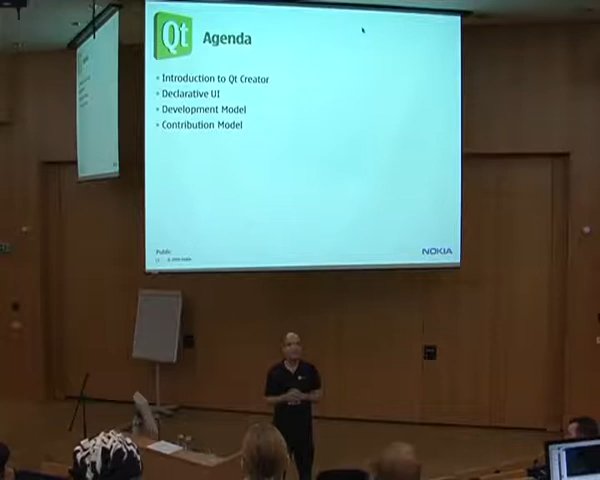 Qt
Agenda
Introduction to Qt Creator
Declarative UI
Development Model
Contribution Model
Public
NOKIA